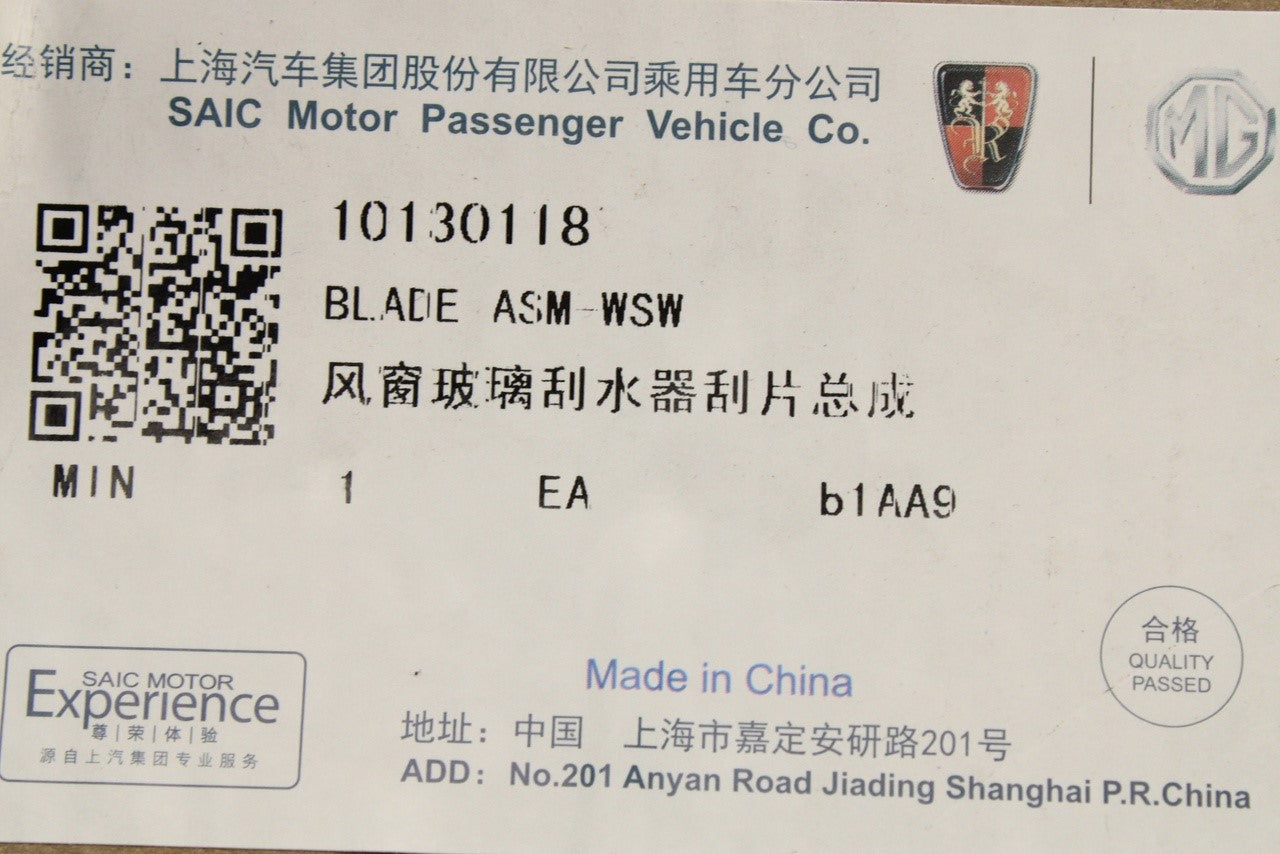 经销商：上海汽车集团股份有限公司乘用车分公司
SAIC Motor Passenger Vehicle Co.
MG
10130118
BLADE ASM-WSW
风窗玻璃刮水器刮片总成
MIN 1 EA b1AA9
合格
QUALITY
PASSED
SAIC MOTOR
Experience
尊|荣|体|验
源自上汽集团专业服务
Made in China
地址：中国 上海市嘉定安研路201号
ADD：No.201 Anyan Road Jiading Shanghai P.R.China